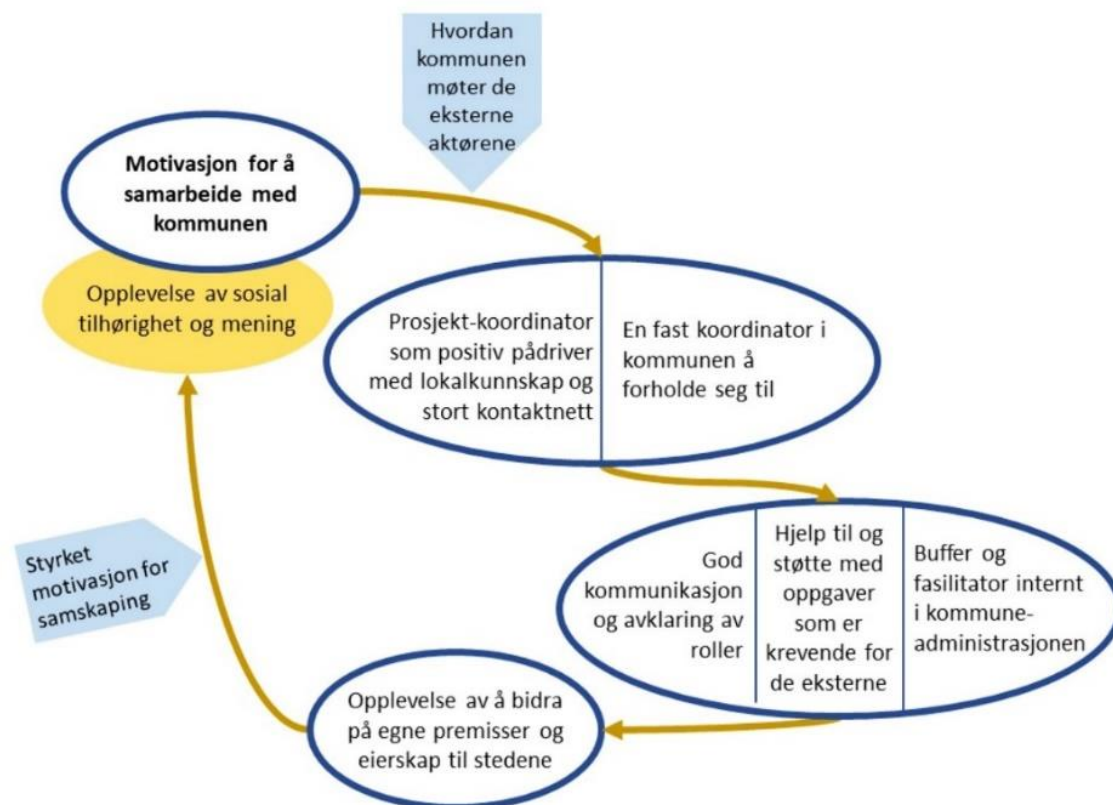 Hvordan
kommunen
møter de
eksterne
aktørene
Motivasjon for å
samarbeide med
kommunen
Opplevelse av sosial
tilhørighet og mening
Prosjekt-koordinator
som positiv pådriver
med lokalkunnskap og
stort kontaktnett
En fast koordinator i
kommunen å
forholde seg til
God
kommunikasjon
og avklaring av
roller
Hjelp til og
støtte med
oppgaver
som er
krevende for
de eksterne
Buffer og
fasilitator internt
i kommune-
administrasjonen
Opplevelse av å bidra
på egne premisser og
eierskap til stedene
Styrket
motivasjon for
samskaping